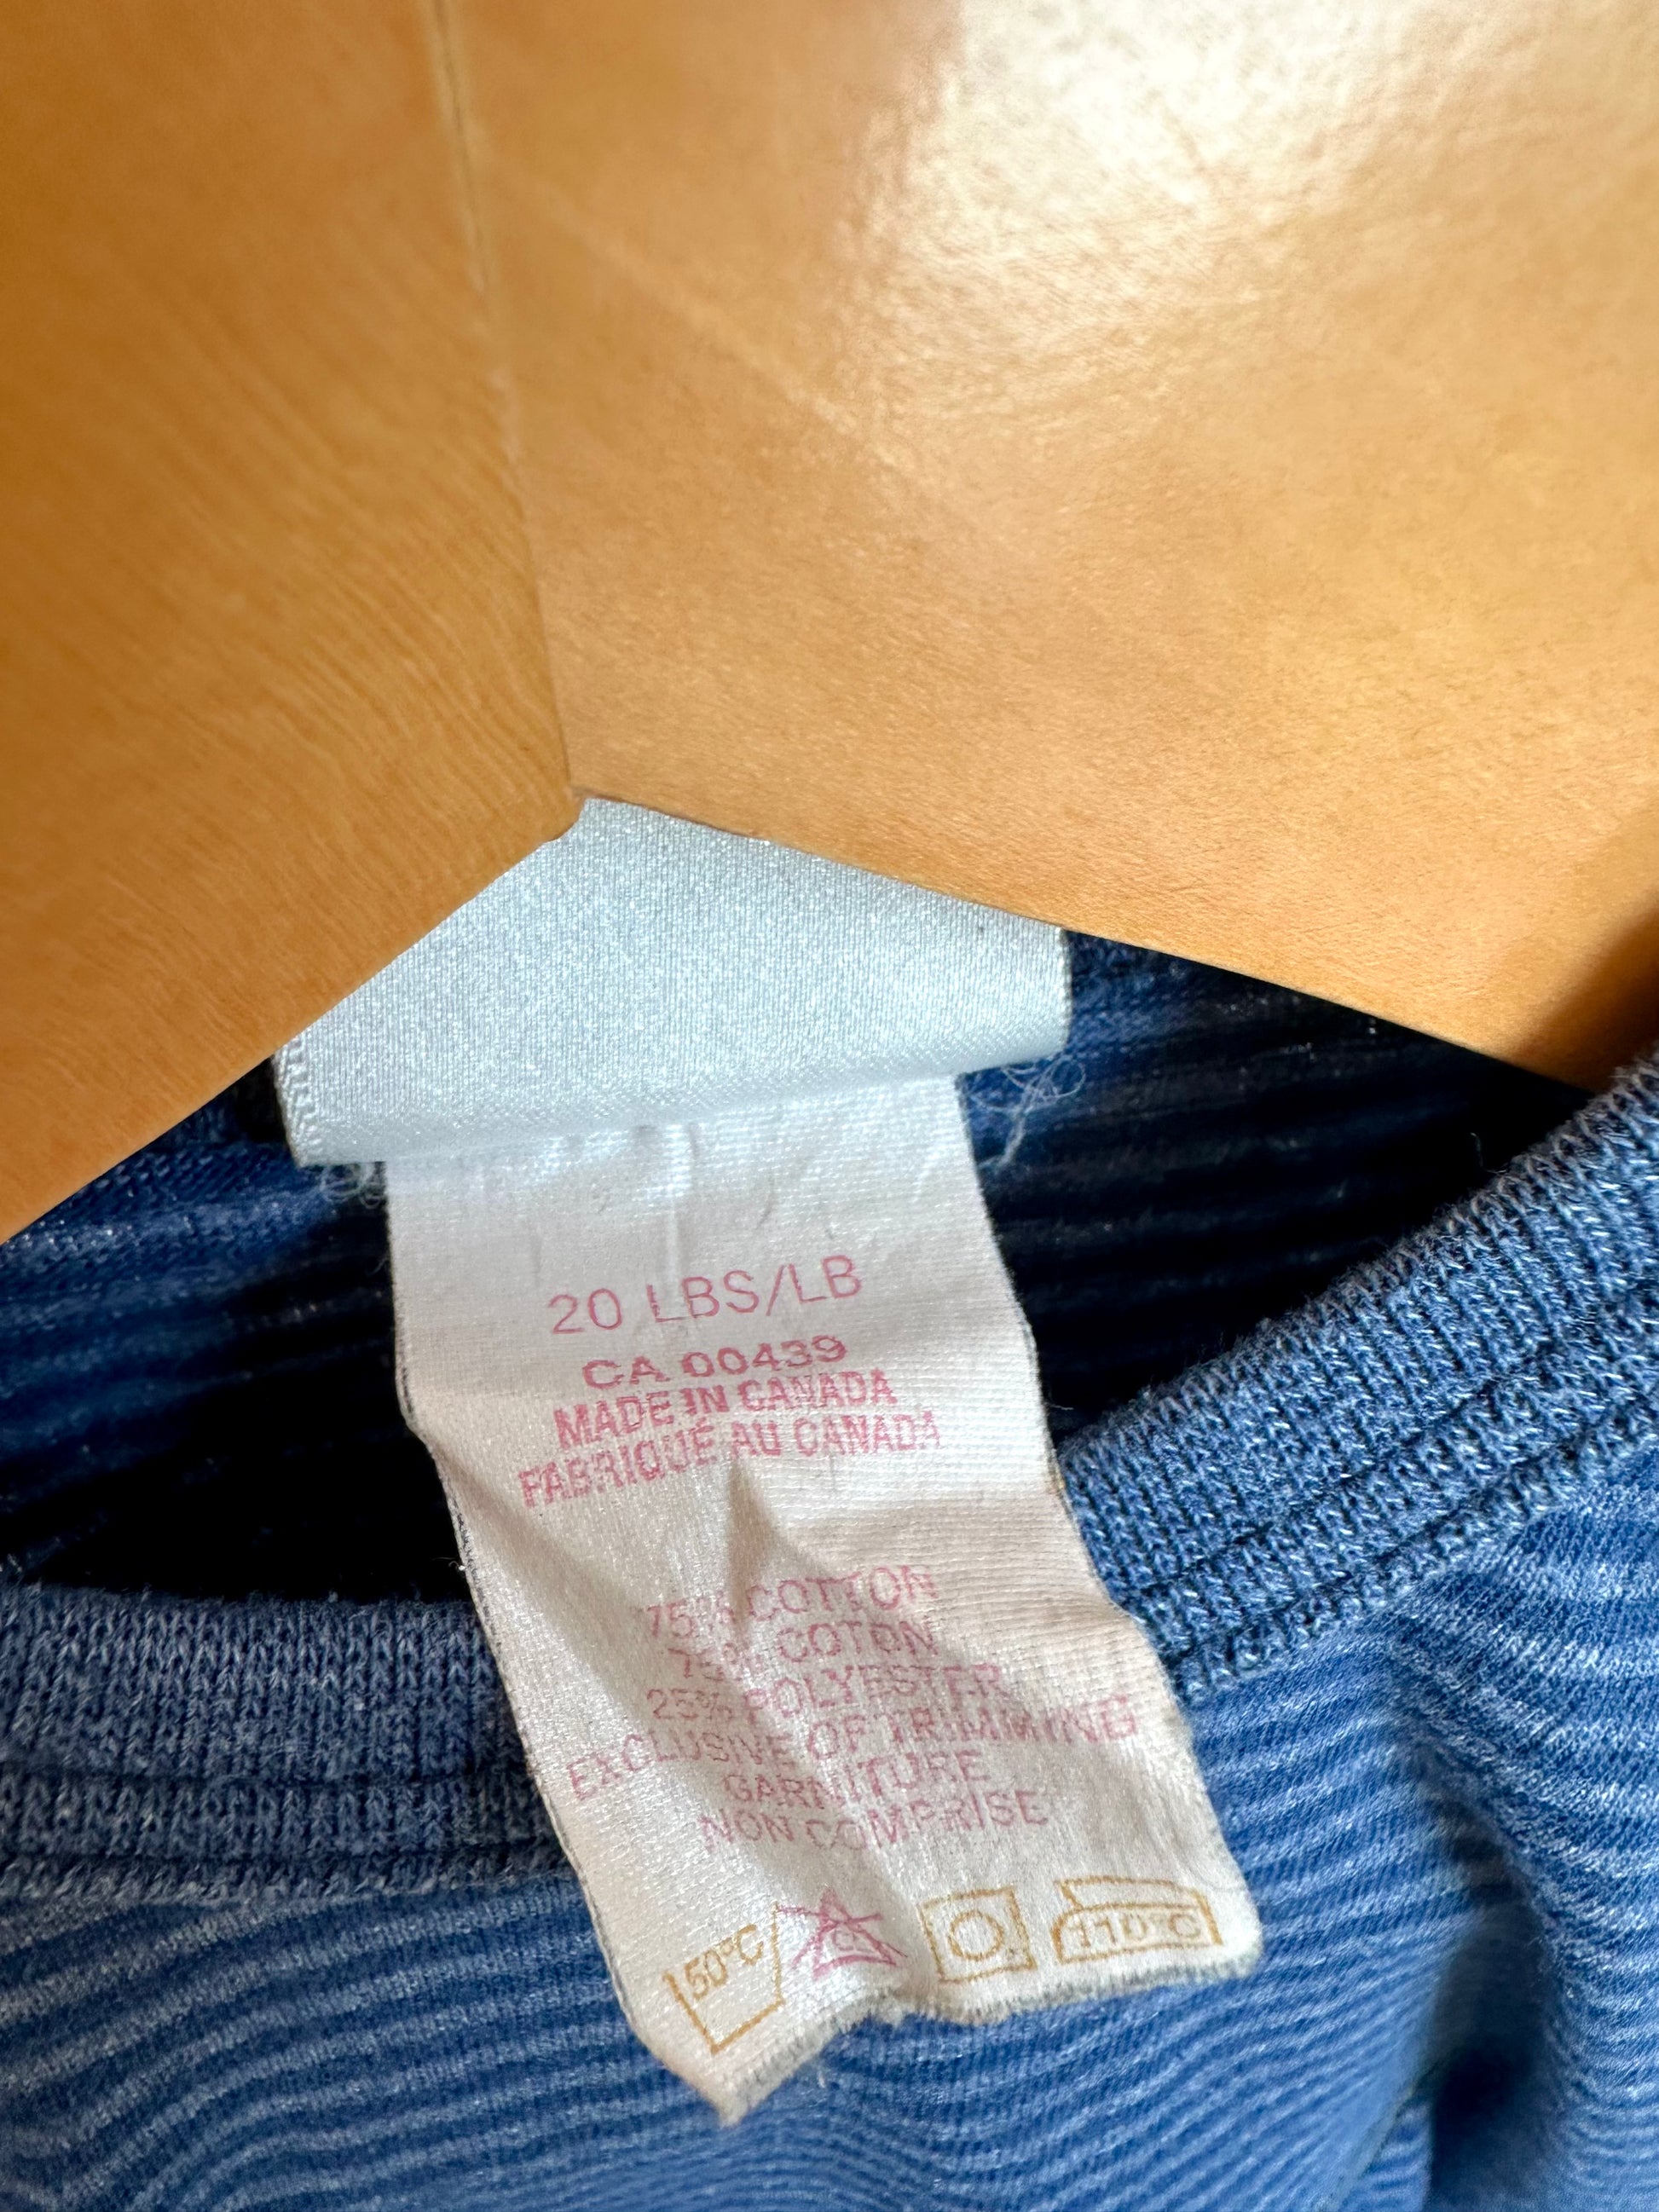 20 LBS/LB
CA 00439
MADE IN CANADA
FABRIQUÉ AU CANADA
75% COTTON
75% COTON
25% POLYESTER
EXCLUSIVE OF TRIMMING
GARNITURE
NON COMPRISE
50°C CL 110°C